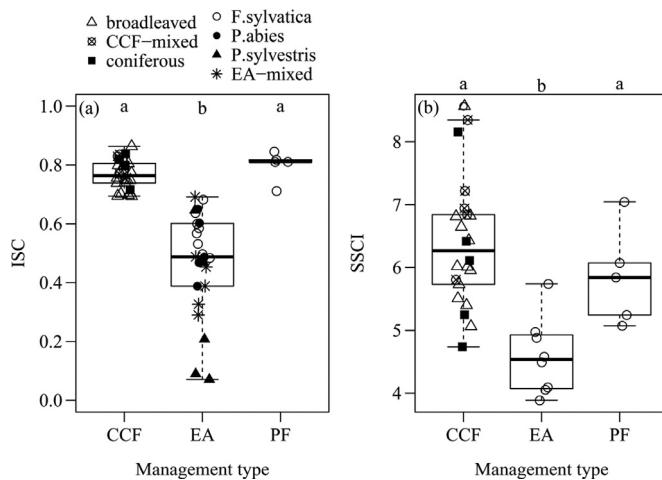 broadleaved
CCF−mixed
coniferous
F.sylvatica
P.abies
P.sylvestris
EA−mixed
(a)
a b a
1.0
0.8
0.6
0.4
0.2
0.0
ISC
CCF EA PF
Management type
(b)
a b a
8
7
6
5
4
SSCI
CCF EA PF
Management type